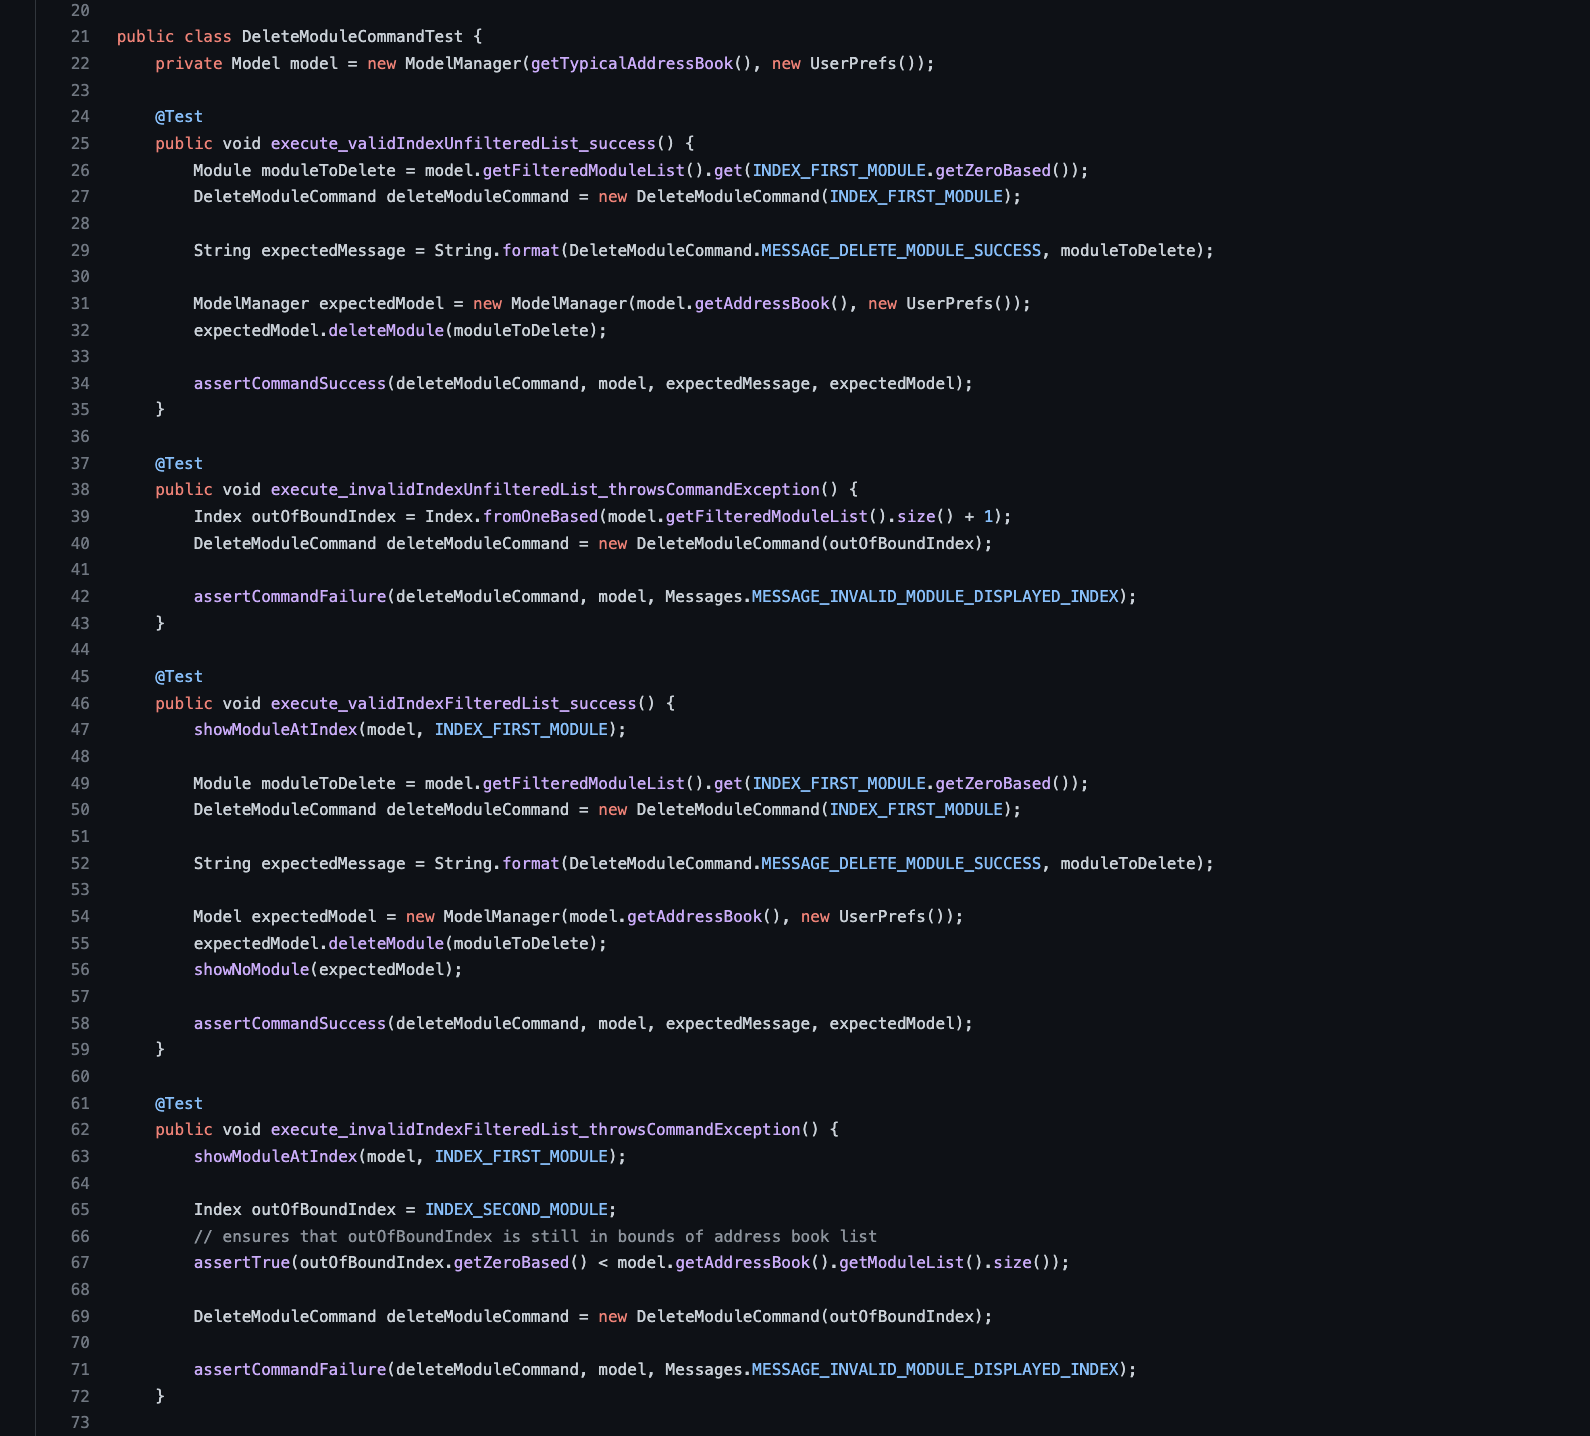 20
21 public class DeleteModuleCommandTest {
22     private Model model = new ModelManager(getTypicalAddressBook(), new UserPrefs());
23
24     @Test
25     public void execute_validIndexUnfilteredList_success() {
26         Module moduleToDelete = model.getFilteredModuleList().get(INDEX_FIRST_MODULE.getZeroBased());
27         DeleteModuleCommand deleteModuleCommand = new DeleteModuleCommand(INDEX_FIRST_MODULE);
28
29         String expectedMessage = String.format(DeleteModuleCommand.MESSAGE_DELETE_MODULE_SUCCESS, moduleToDelete);
30
31         ModelManager expectedModel = new ModelManager(model.getAddressBook(), new UserPrefs());
32         expectedModel.deleteModule(moduleToDelete);
33
34         assertCommandSuccess(deleteModuleCommand, model, expectedMessage, expectedModel);
35     }
36
37     @Test
38     public void execute_invalidIndexUnfilteredList_throwsCommandException() {
39         Index outOfBoundIndex = Index.fromOneBased(model.getFilteredModuleList().size() + 1);
40         DeleteModuleCommand deleteModuleCommand = new DeleteModuleCommand(outOfBoundIndex);
41
42         assertCommandFailure(deleteModuleCommand, model, Messages.MESSAGE_INVALID_MODULE_DISPLAYED_INDEX);
43     }
44
45     @Test
46     public void execute_validIndexFilteredList_success() {
47         showModuleAtIndex(model, INDEX_FIRST_MODULE);
48
49         Module moduleToDelete = model.getFilteredModuleList().get(INDEX_FIRST_MODULE.getZeroBased());
50         DeleteModuleCommand deleteModuleCommand = new DeleteModuleCommand(INDEX_FIRST_MODULE);
51
52         String expectedMessage = String.format(DeleteModuleCommand.MESSAGE_DELETE_MODULE_SUCCESS, moduleToDelete);
53
54         Model expectedModel = new ModelManager(model.getAddressBook(), new UserPrefs());
55         expectedModel.deleteModule(moduleToDelete);
56         showNoModule(expectedModel);
57
58         assertCommandSuccess(deleteModuleCommand, model, expectedMessage, expectedModel);
59     }
60
61     @Test
62     public void execute_invalidIndexFilteredList_throwsCommandException() {
63         showModuleAtIndex(model, INDEX_FIRST_MODULE);
64
65         Index outOfBoundIndex = INDEX_SECOND_MODULE;
66         // ensures that outOfBoundIndex is still in bounds of address book list
67         assertTrue(outOfBoundIndex.getZeroBased() < model.getAddressBook().getModuleList().size());
68
69         DeleteModuleCommand deleteModuleCommand = new DeleteModuleCommand(outOfBoundIndex);
70
71         assertCommandFailure(deleteModuleCommand, model, Messages.MESSAGE_INVALID_MODULE_DISPLAYED_INDEX);
72     }
73